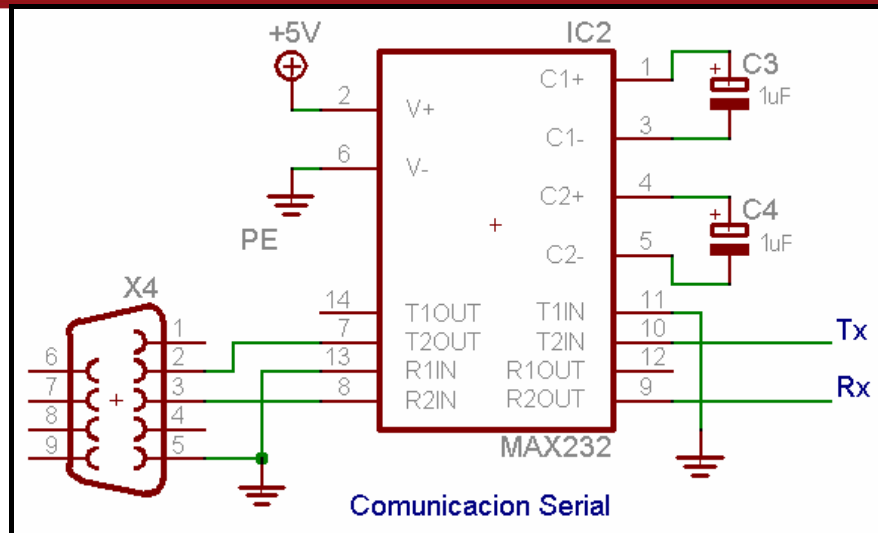 +5V
IC2
2 V+
6 V-
PE
C1+ 1
C1- 3
C2+ 4
C2- 5
+ C3
1uF
+ C4
1uF
X4
14 T1OUT
7 T2OUT
13 R1IN
8 R2IN
T1IN 11
T2IN 10
R1OUT 12
R2OUT 9
Tx
Rx
1
6 2
7 3
8 4
9 5
MAX232
Comunicacion Serial